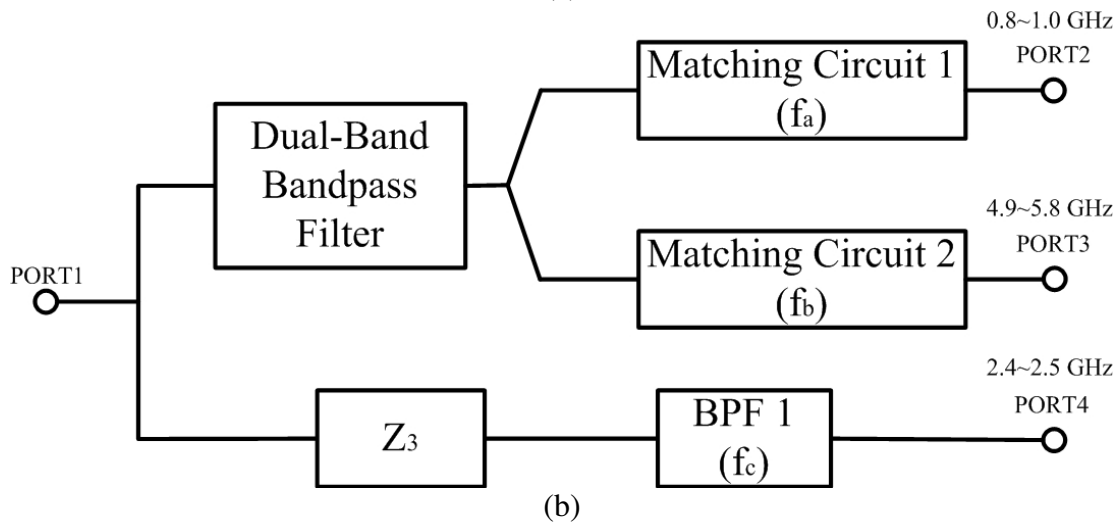 0.8~1.0 GHz
PORT2
Matching Circuit 1
(fa)
Dual-Band
Bandpass
Filter
4.9~5.8 GHz
PORT3
Matching Circuit 2
(fb)
PORT1
2.4~2.5 GHz
PORT4
Z3
BPF 1
(fc)
(b)